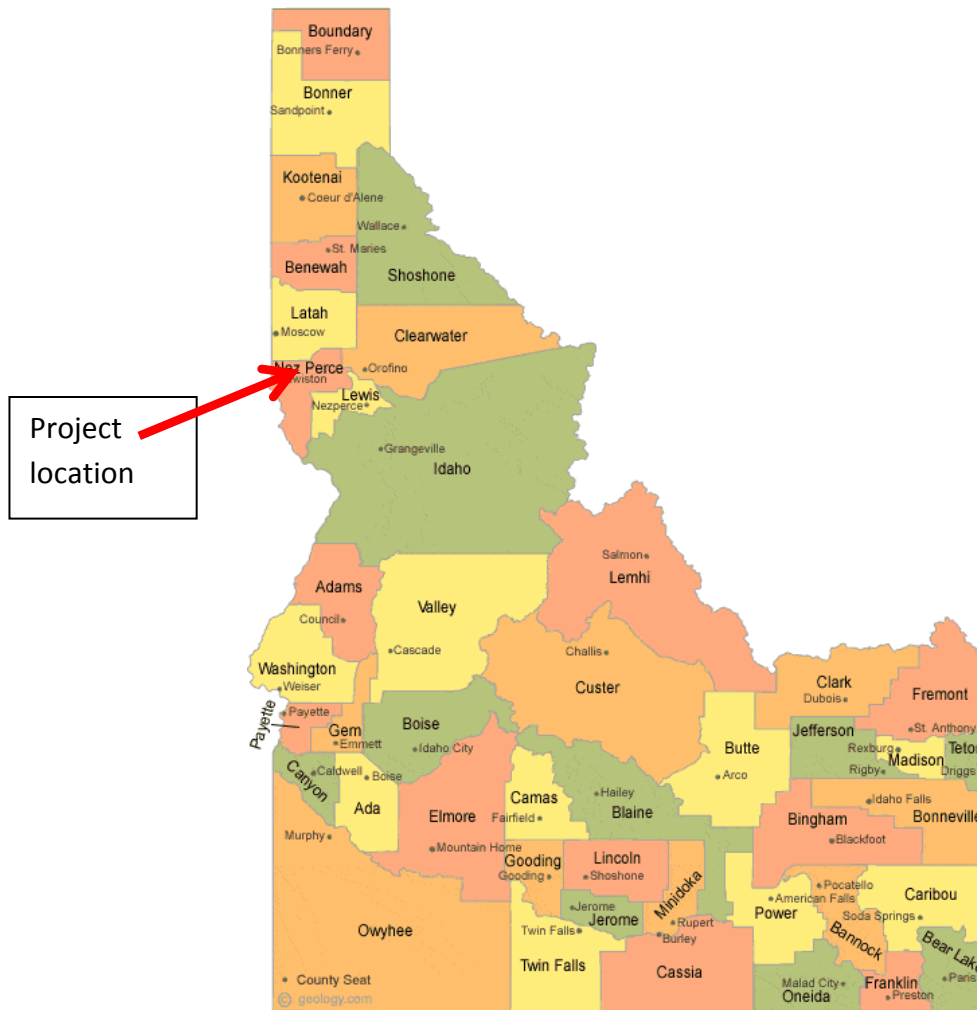 Boundary
Bonners Ferry
Bonner
Sandpoint
Kootenai
Coeur d'Alene
Wallace
St. Maries
Benewah
Shoshone
Latah
Moscow
Clearwater
Nez Perce
Orofino
ewiston
Lewis
Nezperce
Project
location
Grangeville
Idaho
Salmon
Lemhi
Adams
Council
Valley
Cascade
Challis
Custer
Washington
Weiser
Payette
Payette
Gem
Emmett
Boise
Idaho City
Clark
Dubois
Fremont
St. Anthony
Jefferson
Rexburg
Madison
Teton
Rigby
Driggs
Butte
Arco
Canyon
Caldwell
Boise
Ada
Elmore
Mountain Home
Camas
Fairfield
Hailey
Blaine
Idaho Falls
Bonneville
Bingham
Blackfoot
Murphy
Gooding
Gooding
Lincoln
Shoshone
Minidoka
Jerome
Jerome
Rupert
Burley
Pocatello
American Falls
Power
Caribou
Soda Springs
Bannock
Owyhee
Twin Falls
Twin Falls
Cassia
Bear Lake
Paris
Malad City
Oneida
Franklin
Preston
County Seat
© geology.com